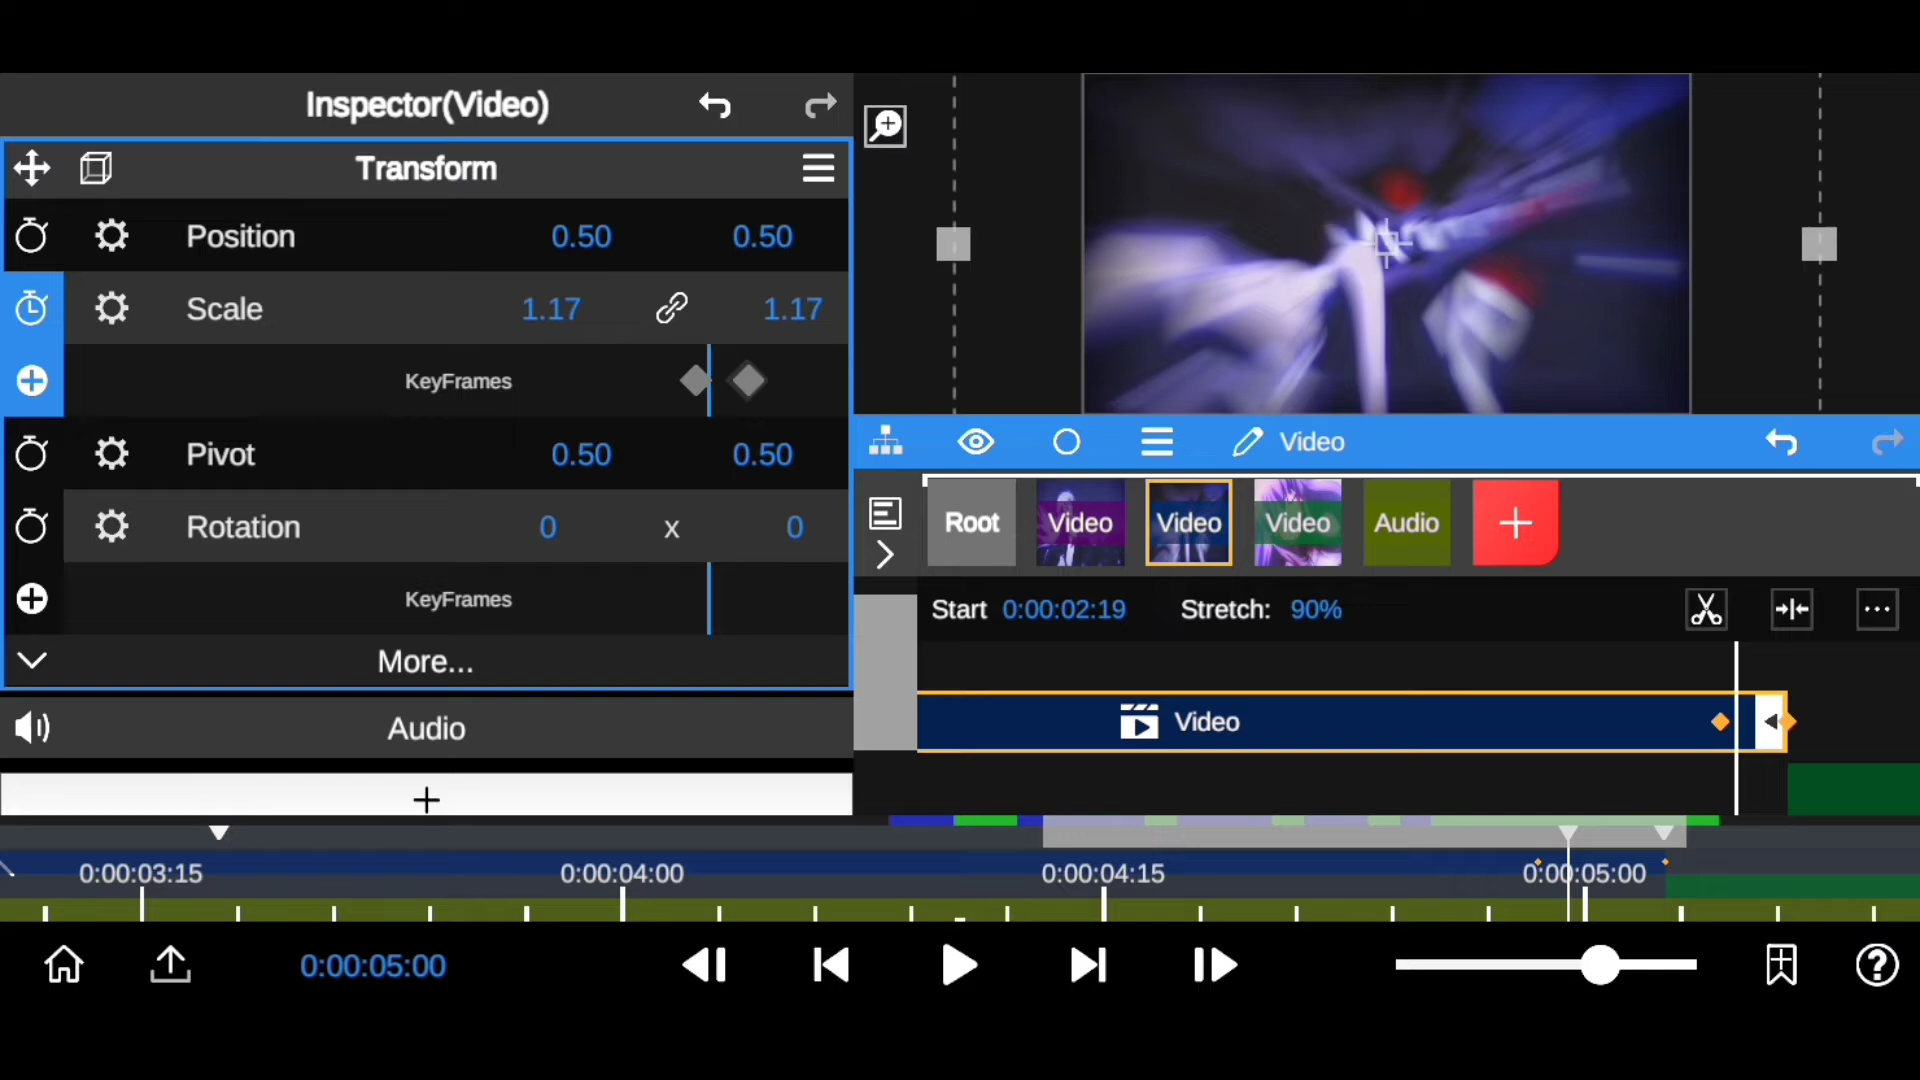 Inspector(Video)
Transform
Position 0.50 0.50
Scale 1.17 1.17
KeyFrames
Pivot 0.50 0.50
Rotation 0 x 0
KeyFrames
More...
Audio
+
Video
Root Video Video Video Audio +
Start 0:00:02:19 Stretch: 90%
Video
0:00:03:15 0:00:04:00 0:00:04:15 0:00:05:00
0:00:05:00